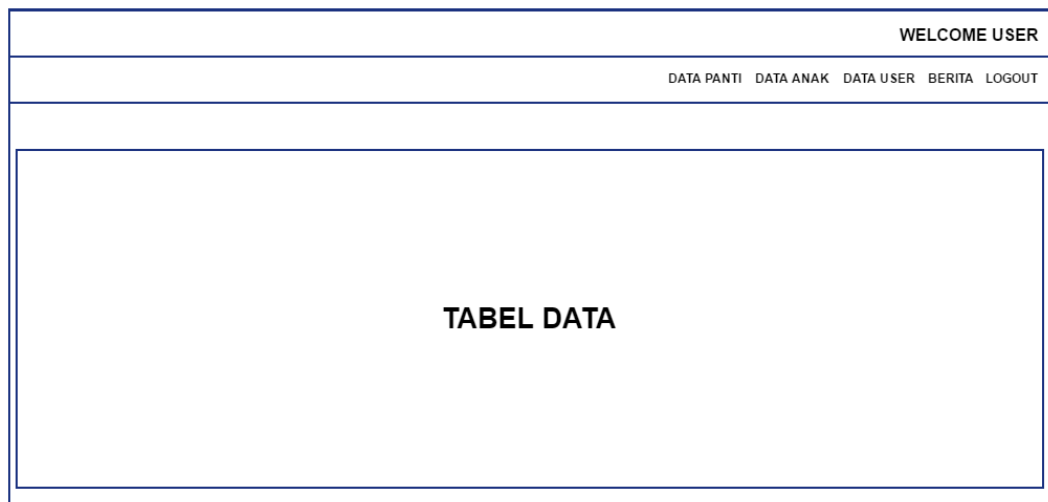 WELCOME USER
DATA PANTI DATA ANAK DATA USER BERITA LOGOUT
TABEL DATA